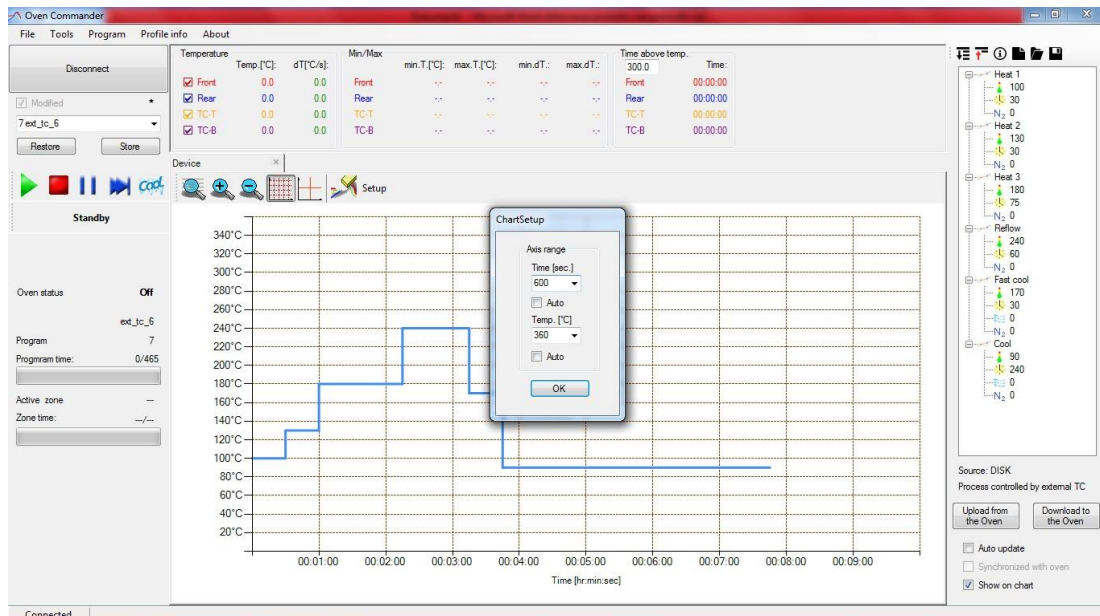 Oven Commander
File Tools Program Profile info About
Disconnect
Modified *
7 ext_tc_6
Restore Store
cool
Standby
Oven status Off
ext_tc_6
Program 7
Progmram time: 0/465
Active zone ---
Zone time: ---/---
Temperature
Temp.[°C]: dT[°C/s]:
Front 0.0 0.0
Rear 0.0 0.0
TC-T 0.0 0.0
TC-B 0.0 0.0
Min/Max
min.T.[°C]: max.T.[°C]: min.dT.: max.dT.:
Front -.- -.- -.- -.-
Rear -.- -.- -.- -.-
TC-T -.- -.- -.- -.-
TC-B -.- -.- -.- -.-
Time above temp.
300.0 Time:
Front 00:00:00
Rear 00:00:00
TC-T 00:00:00
TC-B 00:00:00
Device ×
Setup
340°C
320°C
300°C
280°C
260°C
240°C
220°C
200°C
180°C
160°C
140°C
120°C
100°C
80°C
60°C
40°C
20°C
00:01:00 00:02:00 00:03:00 00:04:00 00:05:00 00:06:00 00:07:00 00:08:00 00:09:00
Time [hr:min:sec]
ChartSetup
Axis range
Time [sec.]
600
Auto
Temp. [°C]
360
Auto
OK
Heat 1
100
30
N₂ 0
Heat 2
130
30
N₂ 0
Heat 3
180
75
N₂ 0
Reflow
240
60
N₂ 0
Fast cool
170
30
0
N₂ 0
Cool
90
240
0
N₂ 0
Source: DISK
Process controlled by external TC
Upload from the Oven
Download to the Oven
Auto update
Synchronized with oven
Show on chart
Connected